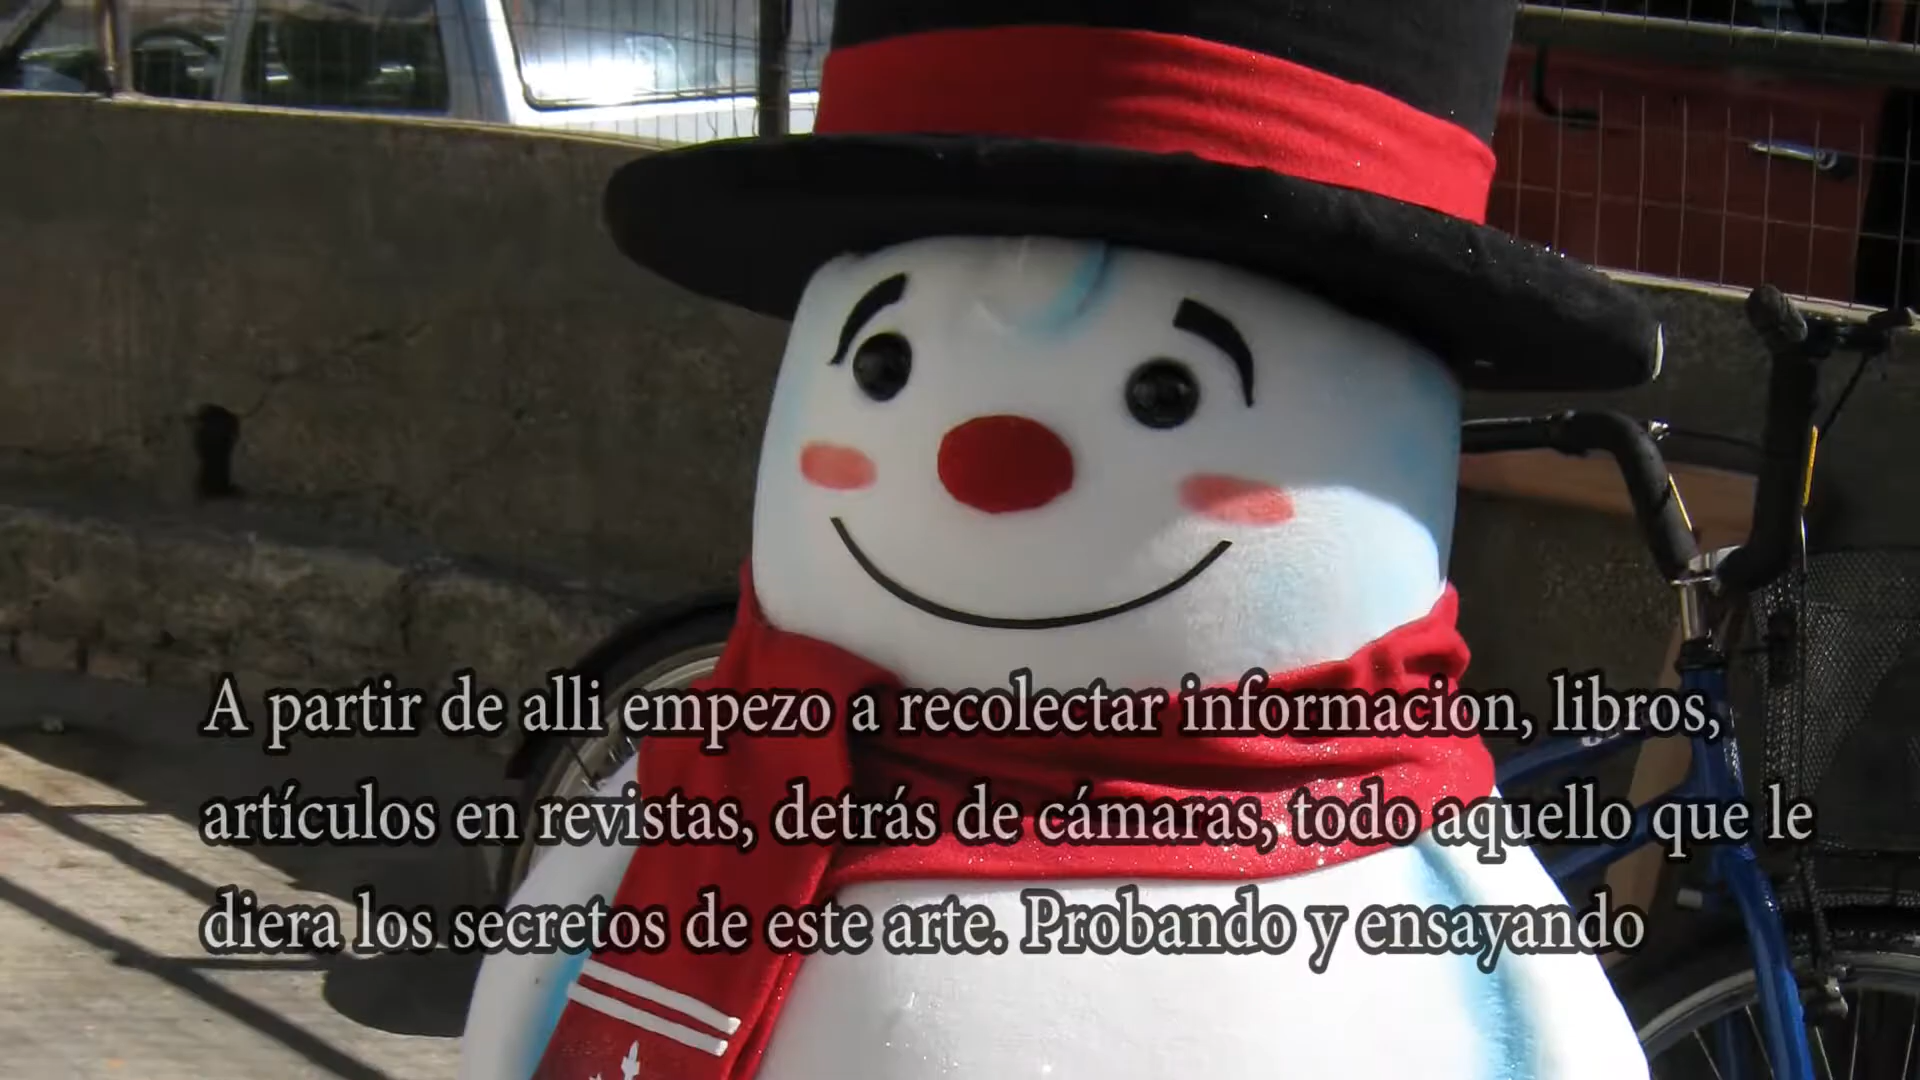 A partir de alli empezo a recolectar informacion, libros,
artículos en revistas, detrás de cámaras, todo aquello que le
diera los secretos de este arte. Probando y ensayando